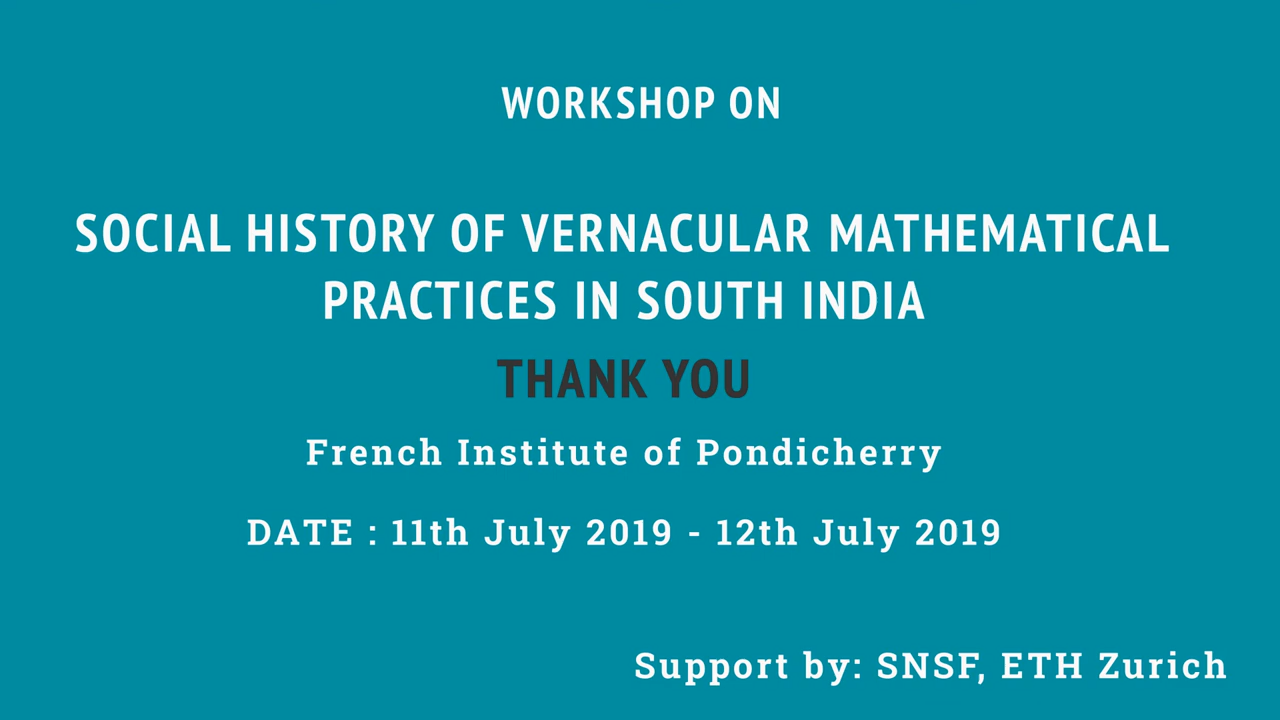 WORKSHOP ON
SOCIAL HISTORY OF VERNACULAR MATHEMATICAL
PRACTICES IN SOUTH INDIA
THANK YOU
French Institute of Pondicherry
DATE : 11th July 2019 - 12th July 2019
Support by: SNSF, ETH Zurich